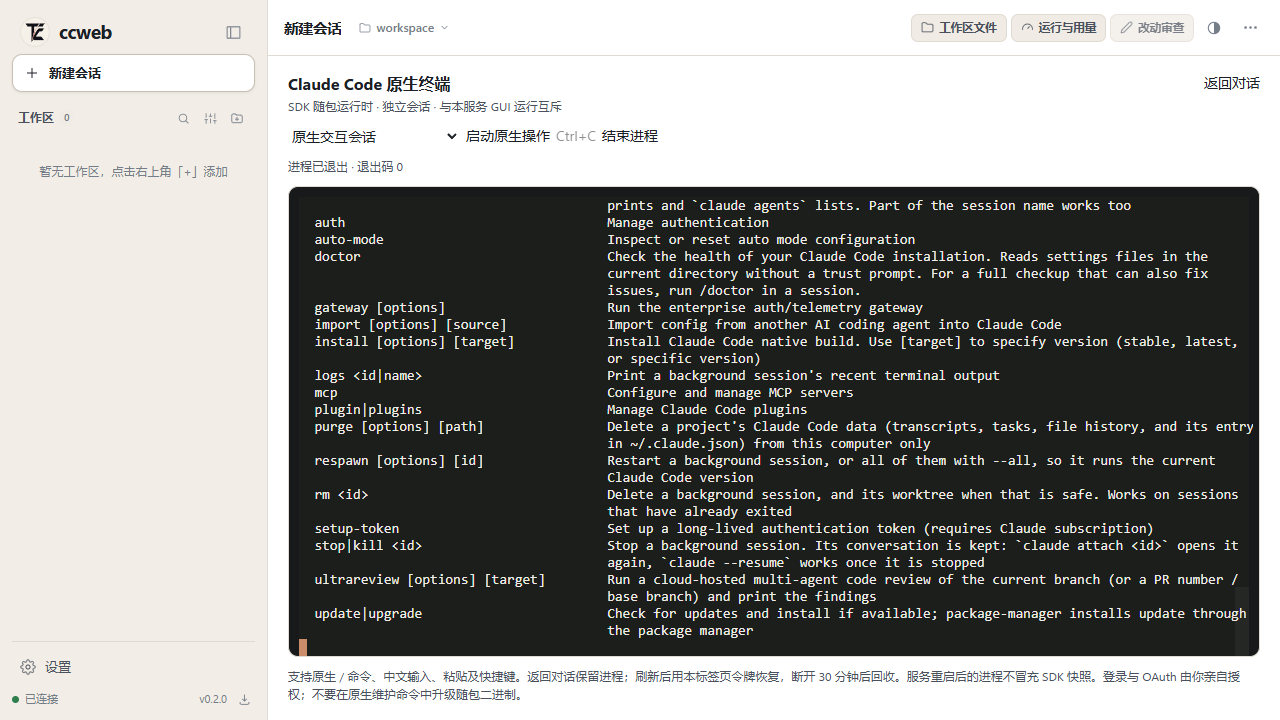 ccweb
新建会话
工作区 0
暂无工作区，点击右上角「+」添加
设置
已连接
v0.2.0
新建会话
workspace
工作区文件
运行与用量
改动审查
Claude Code 原生终端
返回对话
SDK 随包运行时 · 独立会话 · 与本服务 GUI 运行互斥
原生交互会话 启动原生操作 Ctrl+C 结束进程
进程已退出 · 退出码 0
prints and `claude agents` lists. Part of the session name works too
auth Manage authentication
auto-mode Inspect or reset auto mode configuration
doctor Check the health of your Claude Code installation. Reads settings files in the
current directory without a trust prompt. For a full checkup that can also fix
issues, run /doctor in a session.
gateway [options] Run the enterprise auth/telemetry gateway
import [options] [source] Import config from another AI coding agent into Claude Code
install [options] [target] Install Claude Code native build. Use [target] to specify version (stable, latest,
or specific version)
logs <id|name> Print a background session's recent terminal output
mcp Configure and manage MCP servers
plugin|plugins Manage Claude Code plugins
purge [options] [path] Delete a project's Claude Code data (transcripts, tasks, file history, and its entry
in ~/.claude.json) from this computer only
respawn [options] [id] Restart a background session, or all of them with --all, so it runs the current
Claude Code version
rm <id> Delete a background session, and its worktree when that is safe. Works on sessions
that have already exited
setup-token Set up a long-lived authentication token (requires Claude subscription)
stop|kill <id> Stop a background session. Its conversation is kept: `claude attach <id>` opens it
again, `claude --resume` works once it is stopped
ultrareview [options] [target] Run a cloud-hosted multi-agent code review of the current branch (or a PR number /
base branch) and print the findings
update|upgrade Check for updates and install if available; package-manager installs update through
the package manager
支持原生 / 命令、中文输入、粘贴及快捷键。返回对话保留进程；刷新后用本标签页令牌恢复，断开 30 分钟后回收。服务重启后的进程不冒充 SDK 快照。登录与 OAuth 由你亲自授
权；不要在原生维护命令中升级随包二进制。